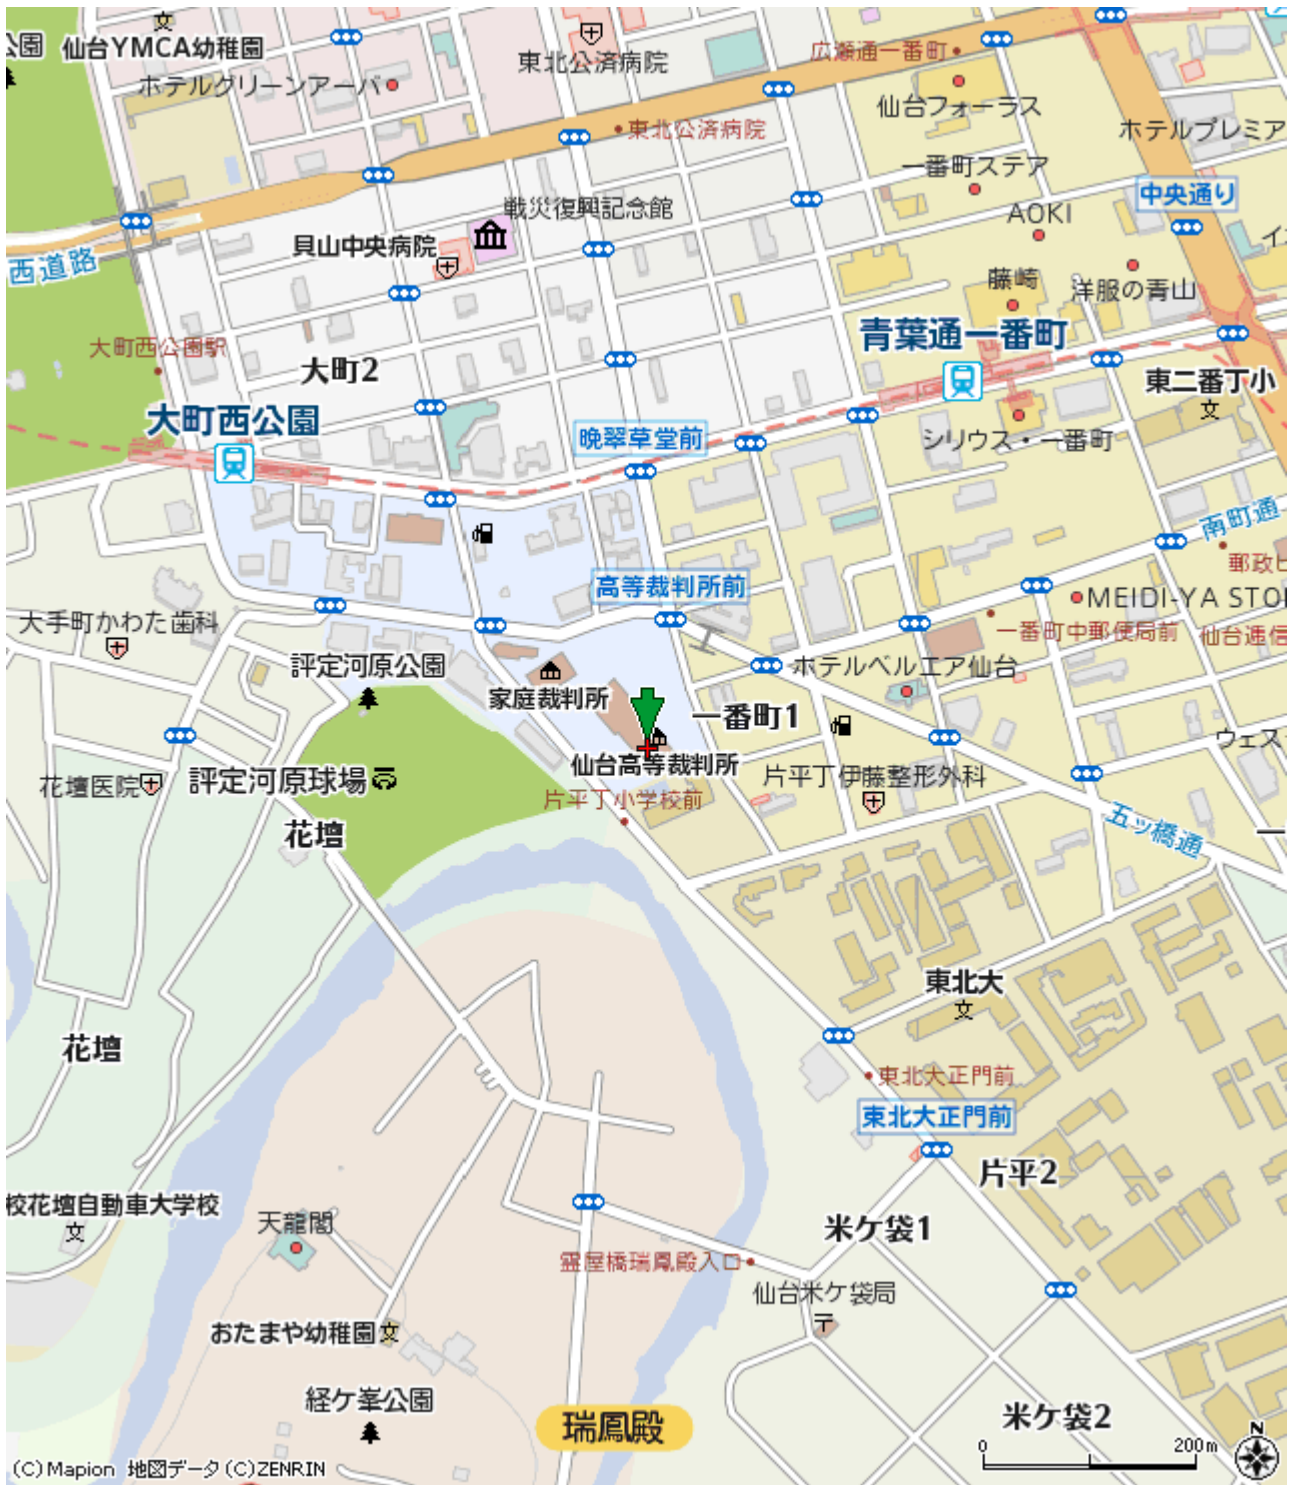 公園
仙台YMCA幼稚園
東北公済病院
広瀬通一番町
ホテルグリーンアーバ
仙台フォーラス
東北公済病院
ホテルプレミア
一番町ステア
中央通り
戦災復興記念館
AOKI
貝山中央病院
西道路
藤崎
洋服の青山
青葉通一番町
大町西公園駅
大町2
東二番丁小
大町西公園
晩翠草堂前
シリウス・一番町
南町通
郵政ビ
高等裁判所前
MEIDI-YA STO
大手町かわた歯科
一番町中郵便局前
仙台逓信
評定河原公園
ホテルベルエア仙台
家庭裁判所
一番町1
ウェス
仙台高等裁判所
評定河原球場
花壇医院
片平丁伊藤整形外科
片平丁小学校前
花壇
五ツ橋通
東北大
花壇
東北大正門前
東北大正門前
片平2
校花壇自動車大学校
天龍閣
米ケ袋1
霊屋橋瑞鳳殿入口
仙台米ケ袋局
おたまや幼稚園
経ケ峯公園
米ケ袋2
瑞鳳殿
N
0 200m
(C)Mapion 地図データ(C)ZENRIN